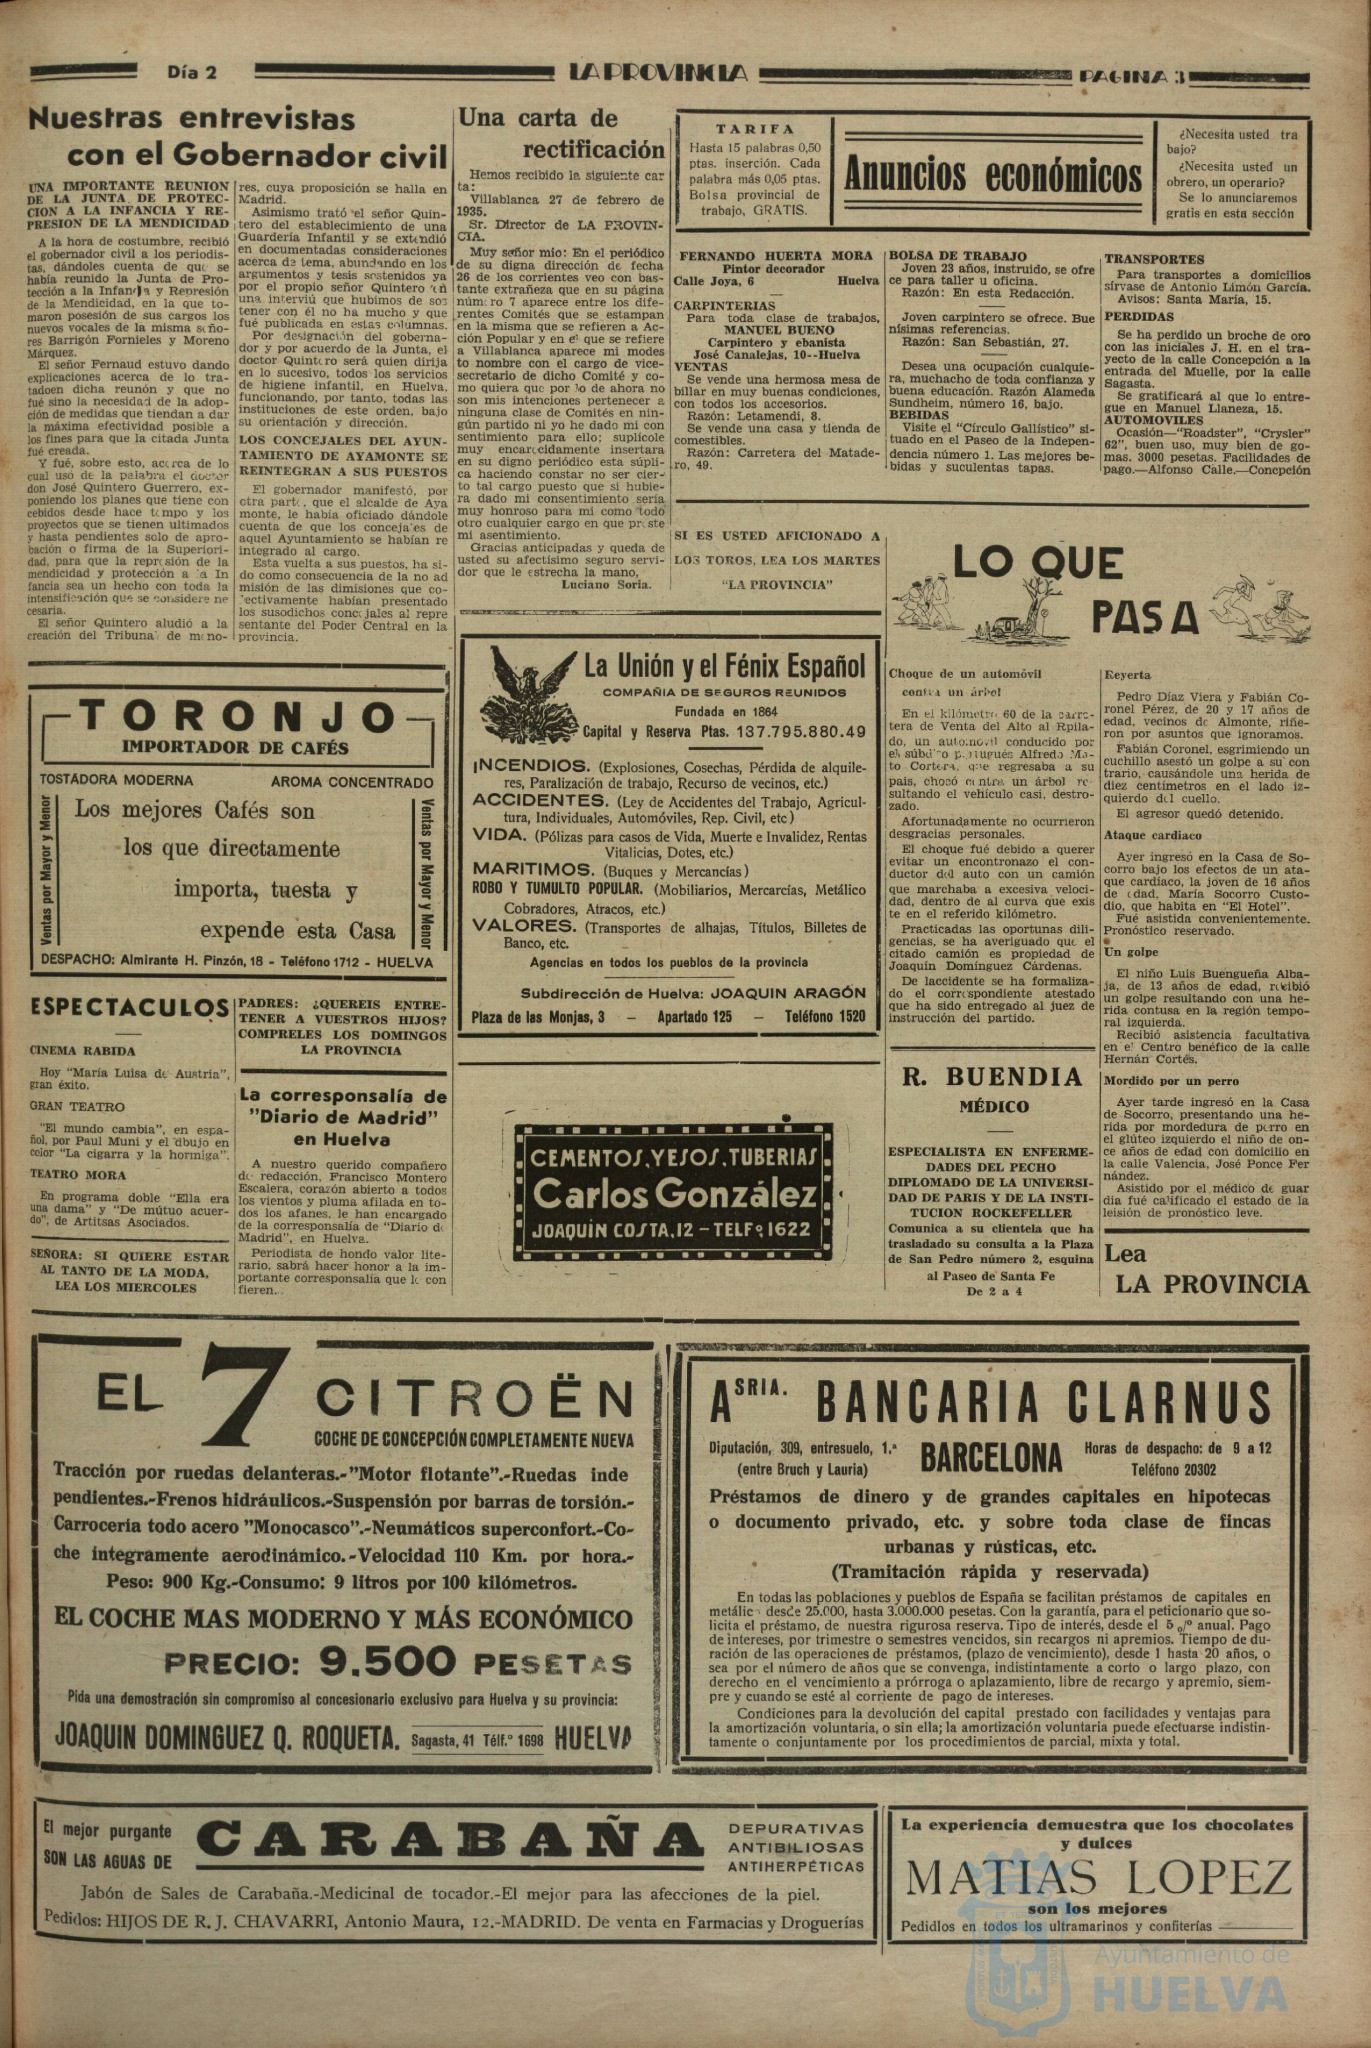 Día 2
LA PROVINCIA
PAGINA 3
Nuestras entrevistas
con el Gobernador civil
UNA IMPORTANTE REUNION
DE LA JUNTA DE PROTEC-
CION A LA INFANCIA Y RE-
PRESION DE LA MENDICIDAD
A la hora de costumbre, recibió
el gobernador civil a los periodis-
tas, dándoles cuenta de que se
había reunido la Junta de Pro-
tección a la Infancia y Represión
de la Mendicidad, en la que to-
maron posesión de sus cargos los
nuevos vocales de la misma seño-
res Barrigón Fornieles y Moreno
Márquez.
El señor Fernaud estuvo dando
explicaciones acerca de lo tra-
tadoen dicha reunón y que no
fué sino la necesidad de la adop-
ción de medidas que tiendan a dar
la máxima efectividad posible a
los fines para que la citada Junta
fué creada.
Y fué, sobre esto, acerca de lo
cual uso de la palabra el doctor
don José Quintero Guerrero, ex-
poniendo los planes que tiene con
cebidos desde hace tempo y los
proyectos que se tienen ultimados
y hasta pendientes solo de apro-
bación o firma de la Superiori-
dad, para que la represión de la
mendicidad y protección a la In
fancia sea un hecho con toda la
intensificación que se considere ne
cesaria.
El señor Quintero aludió a la
creación del Tribunal de meno-
res, cuya proposición se halla en
Madrid.
Asimismo trató el señor Quin-
tero del establecimiento de una
Guardería Infantil y se extendió
en documentadas consideraciones
acerca de tema, abundando en los
argumentos y tesis sostenidos ya
por el propio señor Quintero en
una interviú que hubimos de sos
tener con él no ha mucho y que
fué publicada en estas columnas.
Por designación del goberna-
dor y por acuerdo de la Junta, el
doctor Quintero será quien dirija
en lo sucesivo, todos los servicios
de higiene infantil, en Huelva,
funcionando, por tanto, todas las
instituciones de este orden, bajo
su orientación y dirección.
LOS CONCEJALES DEL AYUN-
TAMIENTO DE AYAMONTE SE
REINTEGRAN A SUS PUESTOS
El gobernador manifestó, por
otra parte, que el alcalde de Aya
monte, le había oficiado dándole
cuenta de que los concejales de
aquel Ayuntamiento se habían re
integrado al cargo.
Esta vuelta a sus puestos, ha si-
do como consecuencia de la no ad
misión de las dimisiones que co-
lectivamente habían presentado
los susodichos concejales al repre
sentante del Poder Central en la
provincia.
Una carta de
rectificación
Hemos recibido la siguiente car
ta:
Villablanca 27 de febrero de
1935.
Sr. Director de LA PROVIN-
CIA.
Muy señor mio: En el periódico
de su digna dirección de fecha
26 de los corrientes veo con bas-
tante extrañeza que en su página
número 7 aparece entre los dife-
rentes Comités que se estampan
en la misma que se refieren a Ac-
ción Popular y en el que se refiere
a Villablanca aparece mi modes
to nombre con el cargo de vice-
secretario de dicho Comité y co-
mo quiera que por lo de ahora no
son mis intenciones pertenecer a
ninguna clase de Comités en nin-
gún partido ni yo he dado mi con
sentimiento para ello; suplícole
muy encarecidamente insertara
en su digno periódico esta súpli-
ca haciendo constar no ser cier-
to tal cargo puesto que si hubie-
ra dado mi consentimiento sería
muy honroso para mi como todo
otro cualquier cargo en que preste
mi asentimiento.
Gracias anticipadas y queda de
usted su afectísimo seguro servi-
dor que le estrecha la mano,
Luciano Soria.
TARIFA
Hasta 15 palabras 0,50
ptas. inserción. Cada
palabra más 0,05 ptas.
Bolsa provincial de
trabajo, GRATIS.
Anuncios económicos
¿Necesita usted tra
bajo?
¿Necesita usted un
obrero, un operario?
Se lo anunciaremos
gratis en esta sección
FERNANDO HUERTA MORA
Pintor decorador
Calle Joya, 6 Huelva
CARPINTERIAS
Para toda clase de trabajos,
MANUEL BUENO
Carpintero y ebanista
José Canalejas, 10--Huelva
VENTAS
Se vende una hermosa mesa de
billar en muy buenas condiciones,
con todos los accesorios.
Razón: Letamendi, 8.
Se vende una casa y tienda de
comestibles.
Razón: Carretera del Matade-
ro, 49.
BOLSA DE TRABAJO
Joven 23 años, instruido, se ofre
ce para taller u oficina.
Razón: En esta Redacción.
Joven carpintero se ofrece. Bue
nísimas referencias.
Razón: San Sebastián, 27.
Desea una ocupación cualquie-
ra, muchacho de toda confianza y
buena educación. Razón Alameda
Sundheim, número 16, bajo.
BEBIDAS
Visite el "Círculo Gallístico" si-
tuado en el Paseo de la Indepen-
dencia número 1. Las mejores be-
bidas y suculentas tapas.
TRANSPORTES
Para transportes a domicilios
sírvase de Antonio Limón García.
Avisos: Santa María, 15.
PERDIDAS
Se ha perdido un broche de oro
con las iniciales J. H. en el tra-
yecto de la calle Concepción a la
entrada del Muelle, por la calle
Sagasta.
Se gratificará al que lo entre-
gue en Manuel Llaneza, 15.
AUTOMOVILES
Ocasión—"Roadster", "Crysler"
62", buen uso, muy bien de go-
mas. 3000 pesetas. Facilidades de
pago.—Alfonso Calle.—Concepción
SI ES USTED AFICIONADO A
LOS TOROS, LEA LOS MARTES
"LA PROVINCIA"
LO QUE
PASA
Choque de un automóvil
contra un árbol
En el kilómetro 60 de la carre-
tera de Venta del Alto al Rpila-
do, un automóvil conducido por
el súbdito portugués Alfredo Ma-
to Cortera, que regresaba a su
pais, chocó contra un árbol re-
sultando el vehículo casi, destro-
zado.
Afortunadamente no ocurrieron
desgracias personales.
El choque fué debido a querer
evitar un encontronazo el con-
ductor del auto con un camión
que marchaba a excesiva veloci-
dad, dentro de al curva que exis
te en el referido kilómetro.
Practicadas las oportunas dili-
gencias, se ha averiguado que el
citado camión es propiedad de
Joaquín Domínguez Cárdenas.
De laccidente se ha formaliza-
do el correspondiente atestado
que ha sido entregado al juez de
instrucción del partido.
Reyerta
Pedro Díaz Viera y Fabián Co-
ronel Pérez, de 20 y 17 años de
edad, vecinos de Almonte, riñe-
ron por asuntos que ignoramos.
Fabián Coronel, esgrimiendo un
cuchillo asestó un golpe a su con
trario, causándole una herida de
diez centímetros en el lado iz-
quierdo del cuello.
El agresor quedó detenido.
Ataque cardiaco
Ayer ingresó en la Casa de So-
corro bajo los efectos de un ata-
que cardíaco, la joven de 16 años
de edad, María Socorro Custo-
dio, que habita en "El Hotel".
Fué asistida convenientemente.
Pronóstico reservado.
Un golpe
El niño Luis Buengueña Alba-
ja, de 13 años de edad, recibió
un golpe resultando con una he-
rida contusa en la región tempo-
ral izquierda.
Recibió asistencia facultativa
en el Centro benéfico de la calle
Hernán Cortés.
Mordido por un perro
Ayer tarde ingresó en la Casa
de Socorro, presentando una he-
rida por mordedura de perro en
el glúteo izquierdo el niño de on-
ce años de edad con domicilio en
la calle Valencia, José Ponce Fer
nández.
Asistido por el médico de guar
dia fué calificado el estado de la
leisión de pronóstico leve.
Lea
LA PROVINCIA
TORONJO
IMPORTADOR DE CAFÉS
TOSTADORA MODERNA AROMA CONCENTRADO
Ventas por Mayor y Menor
Los mejores Cafés son
los que directamente
importa, tuesta y
expende esta Casa
Ventas por Mayor y Menor
DESPACHO: Almirante H. Pinzón, 18 - Teléfono 1712 - HUELVA
La Unión y el Fénix Español
COMPAÑIA DE SEGUROS REUNIDOS
Fundada en 1864
Capital y Reserva Ptas. 137.795.880.49
INCENDIOS. (Explosiones, Cosechas, Pérdida de alquile-
res, Paralización de trabajo, Recurso de vecinos, etc.)
ACCIDENTES. (Ley de Accidentes del Trabajo, Agricul-
tura, Individuales, Automóviles, Rep. Civil, etc )
VIDA. (Pólizas para casos de Vida, Muerte e Invalidez, Rentas
Vitalicias, Dotes, etc.)
MARITIMOS. (Buques y Mercancías)
ROBO Y TUMULTO POPULAR. (Mobiliarios, Mercarcías, Metálico
Cobradores, Atracos, etc.)
VALORES. (Transportes de alhajas, Títulos, Billetes de
Banco, etc.
Agencias en todos los pueblos de la provincia
Subdirección de Huelva: JOAQUIN ARAGÓN
Plaza de las Monjas, 3 — Apartado 125 — Teléfono 1520
ESPECTACULOS
CINEMA RABIDA
Hoy "María Luisa de Austria",
gran éxito.
GRAN TEATRO
"El mundo cambia", en espa-
ñol, por Paul Muni y el dibujo en
color "La cigarra y la hormiga".
TEATRO MORA
En programa doble "Ella era
una dama" y "De mútuo acuer-
do", de Artitsas Asociados.
SEÑORA: SI QUIERE ESTAR
AL TANTO DE LA MODA,
LEA LOS MIERCOLES
PADRES: ¿QUEREIS ENTRE-
TENER A VUESTROS HIJOS?
COMPRELES LOS DOMINGOS
LA PROVINCIA
La corresponsalía de
"Diario de Madrid"
en Huelva
A nuestro querido compañero
de redacción, Francisco Montero
Escalera, corazón abierto a todos
los vientos y pluma afilada en to-
dos los afanes, le han encargado
de la corresponsalía de "Diario de
Madrid", en Huelva.
Periodista de hondo valor lite-
rario, sabrá hacer honor a la im-
portante corresponsalía que le con
fieren...
CEMENTOS, YESOS, TUBERIAS
Carlos González
JOAQUIN COSTA, 12 - TELFº 1622
R. BUENDIA
MÉDICO
ESPECIALISTA EN ENFERME-
DADES DEL PECHO
DIPLOMADO DE LA UNIVERSI-
DAD DE PARIS Y DE LA INSTI-
TUCION ROCKEFELLER
Comunica a su clientela que ha
trasladado su consulta a la Plaza
de San Pedro número 2, esquina
al Paseo de Santa Fe
De 2 a 4
EL 7 CITROËN
COCHE DE CONCEPCIÓN COMPLETAMENTE NUEVA
Tracción por ruedas delanteras.-"Motor flotante".-Ruedas inde
pendientes.-Frenos hidráulicos.-Suspensión por barras de torsión.-
Carrocería todo acero "Monocasco".-Neumáticos superconfort.-Co-
che íntegramente aerodinámico.-Velocidad 110 Km. por hora.-
Peso: 900 Kg.-Consumo: 9 litros por 100 kilómetros.
EL COCHE MAS MODERNO Y MÁS ECONÓMICO
PRECIO: 9.500 PESETAS
Pida una demostración sin compromiso al concesionario exclusivo para Huelva y su provincia:
JOAQUIN DOMINGUEZ Q. ROQUETA. Sagasta, 41 Télf.º 1698 HUELVA
ASRIA. BANCARIA CLARNUS
Diputación, 309, entresuelo, 1.ª
(entre Bruch y Lauria)
BARCELONA
Horas de despacho: de 9 a 12
Teléfono 20302
Préstamos de dinero y de grandes capitales en hipotecas
o documento privado, etc. y sobre toda clase de fincas
urbanas y rústicas, etc.
(Tramitación rápida y reservada)
En todas las poblaciones y pueblos de España se facilitan préstamos de capitales en
metálico desde 25.000, hasta 3.000.000 pesetas. Con la garantía, para el peticionario que so-
licita el préstamo, de nuestra rigurosa reserva. Tipo de interés, desde el 5 º/º anual. Pago
de intereses, por trimestre o semestres vencidos, sin recargos ni apremios. Tiempo de du-
ración de las operaciones de préstamos, (plazo de vencimiento), desde 1 hasta 20 años, o
sea por el número de años que se convenga, indistintamente a corto o largo plazo, con
derecho en el vencimiento a prórroga o aplazamiento, libre de recargo y apremio, siem-
pre y cuando se esté al corriente de pago de intereses.
Condiciones para la devolución del capital prestado con facilidades y ventajas para
la amortización voluntaria, o sin ella; la amortización voluntaria puede efectuarse indistin-
tamente o conjuntamente por los procedimientos de parcial, mixta y total.
El mejor purgante
SON LAS AGUAS DE
CARABAÑA
DEPURATIVAS
ANTIBILIOSAS
ANTIHERPÉTICAS
Jabón de Sales de Carabaña.-Medicinal de tocador.-El mejor para las afecciones de la piel.
Pedidos: HIJOS DE R. J. CHAVARRI, Antonio Maura, 12.-MADRID. De venta en Farmacias y Droguerías
La experiencia demuestra que los chocolates
y dulces
MATIAS LOPEZ
son los mejores
Pedidlos en todos los ultramarinos y confiterías
Ayuntamiento de
HUELVA